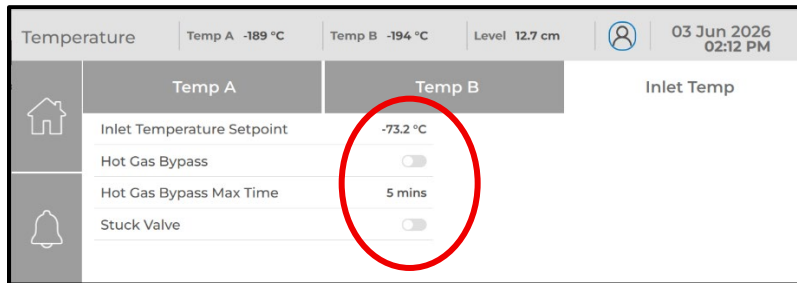 Temperature Temp A -189 °C Temp B -194 °C Level 12.7 cm 03 Jun 2026
02:12 PM
Temp A Temp B Inlet Temp
Inlet Temperature Setpoint -73.2 °C
Hot Gas Bypass
Hot Gas Bypass Max Time 5 mins
Stuck Valve